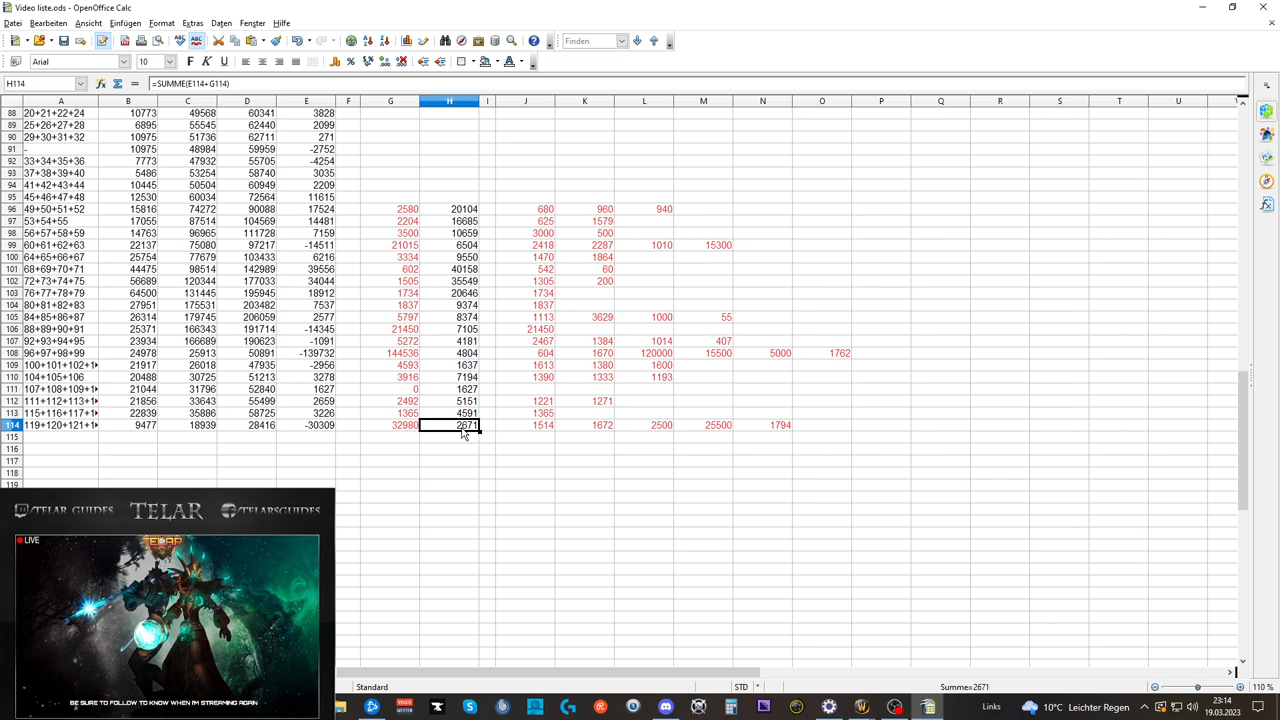 Video liste.ods - OpenOffice Calc
Datei Bearbeiten Ansicht Einfügen Format Extras Daten Fenster Hilfe
Finden
Arial 10 F K U
H114 =SUMME(E114+G114)
A B C D E F G H I J K L M N O P Q R S T U
88 20+21+22+24 10773 49568 60341 3828
89 25+26+27+28 6895 55545 62440 2099
90 29+30+31+32 10975 51736 62711 271
91 - 10975 48984 59959 -2752
92 33+34+35+36 7773 47932 55705 -4254
93 37+38+39+40 5486 53254 58740 3035
94 41+42+43+44 10445 50504 60949 2209
95 45+46+47+48 12530 60034 72564 11615
96 49+50+51+52 15816 74272 90088 17524 2580 20104 680 960 940
97 53+54+55 17055 87514 104569 14481 2204 16685 625 1579
98 56+57+58+59 14763 96965 111728 7159 3500 10659 3000 500
99 60+61+62+63 22137 75080 97217 -14511 21015 6504 2418 2287 1010 15300
100 64+65+66+67 25754 77679 103433 6216 3334 9550 1470 1864
101 68+69+70+71 44475 98514 142989 39556 602 40158 542 60
102 72+73+74+75 56689 120344 177033 34044 1505 35549 1305 200
103 76+77+78+79 64500 131445 195945 18912 1734 20646 1734
104 80+81+82+83 27951 175531 203482 7537 1837 9374 1837
105 84+85+86+87 26314 179745 206059 2577 5797 8374 1113 3629 1000 55
106 88+89+90+91 25371 166343 191714 -14345 21450 7105 21450
107 92+93+94+95 23934 166689 190623 -1091 5272 4181 2467 1384 1014 407
108 96+97+98+99 24978 25913 50891 -139732 144536 4804 604 1670 120000 15500 5000 1762
109 100+101+102+1 21917 26018 47935 -2956 4593 1637 1613 1380 1600
110 104+105+106 20488 30725 51213 3278 3916 7194 1390 1333 1193
111 107+108+109+1 21044 31796 52840 1627 0 1627
112 111+112+113+1 21856 33643 55499 2659 2492 5151 1221 1271
113 115+116+117+1 22839 35886 58725 3226 1365 4591 1365
114 119+120+121+1 9477 18939 28416 -30309 32980 2671 1514 1672 2500 25500 1794
115
116
117
118
119
/TELAR GUIDES TELAR /TELARSGUIDES
LIVE
TELAR
BE SURE TO FOLLOW TO KNOW WHEN I'M STREAMING AGAIN
Standard STD * Summe=2671 110 %
Links 10°C Leichter Regen 23:14
19.03.2023